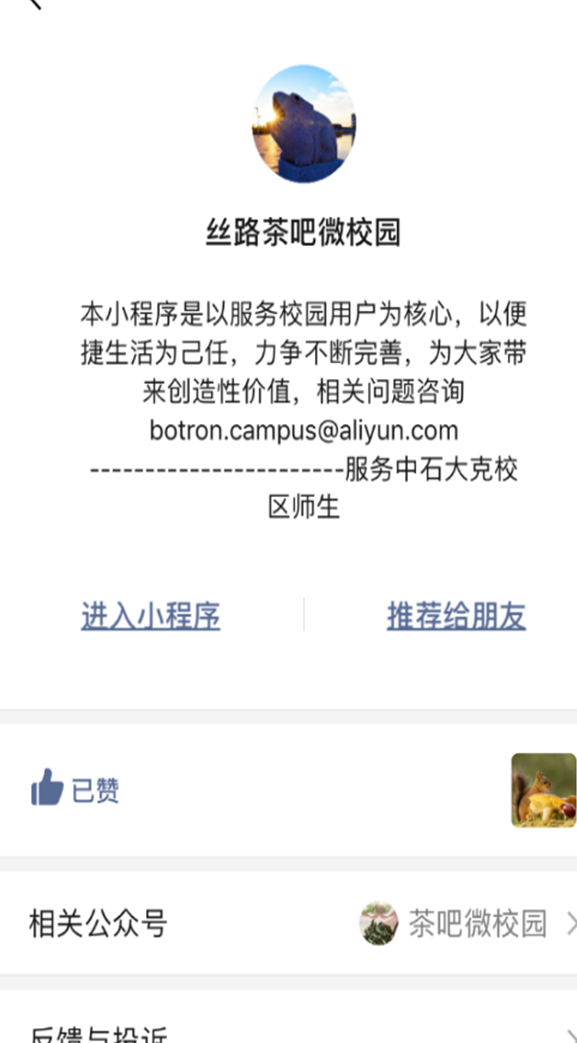 丝路茶吧微校园
本小程序是以服务校园用户为核心，以便
捷生活为己任，力争不断完善，为大家带
来创造性价值，相关问题咨询
botron.campus@aliyun.com
-----------------------服务中石大克校
区师生
进入小程序
推荐给朋友
已赞
相关公众号
茶吧微校园
反馈与投诉